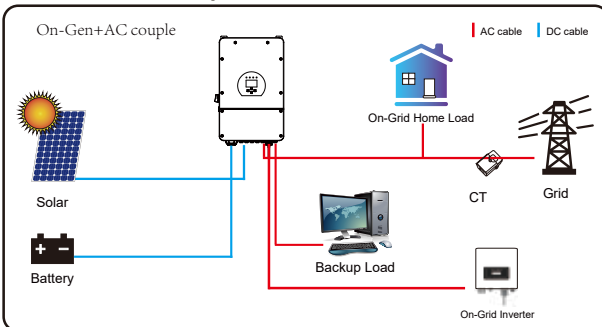 On-Gen+AC couple
AC cable
DC cable
On-Grid Home Load
CT
Grid
Solar
Backup Load
Battery
On-Grid Inverter